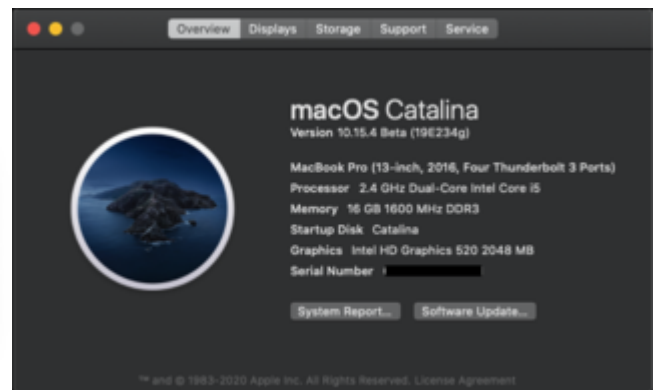 Overview Displays Storage Support Service
macOS Catalina
Version 10.15.4 Beta (19E234g)
MacBook Pro (13-inch, 2016, Four Thunderbolt 3 Ports)
Processor 2.4 GHz Dual-Core Intel Core i5
Memory 16 GB 1600 MHz DDR3
Startup Disk Catalina
Graphics Intel HD Graphics 520 2048 MB
Serial Number
System Report... Software Update...
™ and © 1983-2020 Apple Inc. All Rights Reserved. License Agreement